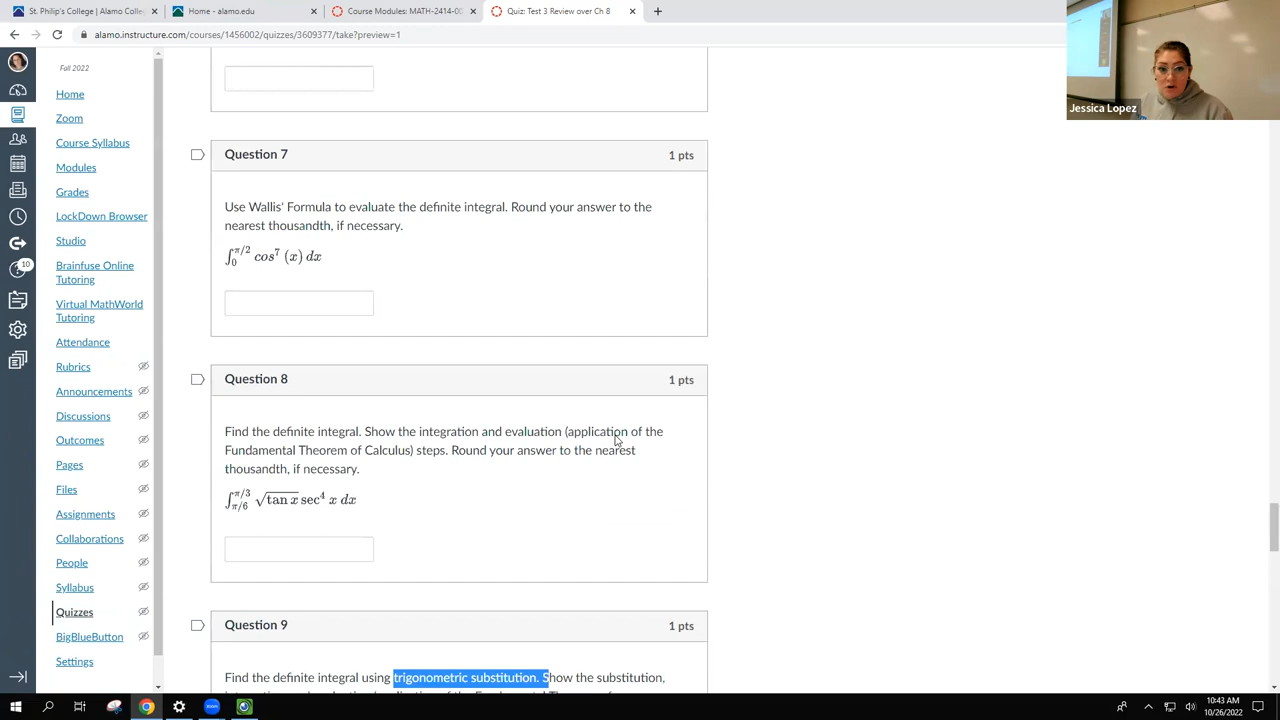 St. Philip's College | Alamo Colle
Home - alamo.edu
Course Modules: MATH-2414-00
Quiz: Test 3 Review over Ch 8
alamo.instructure.com/courses/1456002/quizzes/3609377/take?preview=1
Jessica Lopez
Fall 2022
Home
Zoom
Course Syllabus
Modules
Grades
LockDown Browser
Studio
10
Brainfuse Online
Tutoring
Virtual MathWorld
Tutoring
Attendance
Rubrics
Announcements
Discussions
Outcomes
Pages
Files
Assignments
Collaborations
People
Syllabus
Quizzes
BigBlueButton
Settings
Question 7
1 pts
Use Wallis' Formula to evaluate the definite integral. Round your answer to the
nearest thousandth, if necessary.
∫₀^{π/2} cos⁷ (x) dx
Question 8
1 pts
Find the definite integral. Show the integration and evaluation (application of the
Fundamental Theorem of Calculus) steps. Round your answer to the nearest
thousandth, if necessary.
∫_{π/6}^{π/3} √(tan x) sec⁴ x dx
Question 9
1 pts
Find the definite integral using trigonometric substitution. Show the substitution,
10:43 AM
10/26/2022